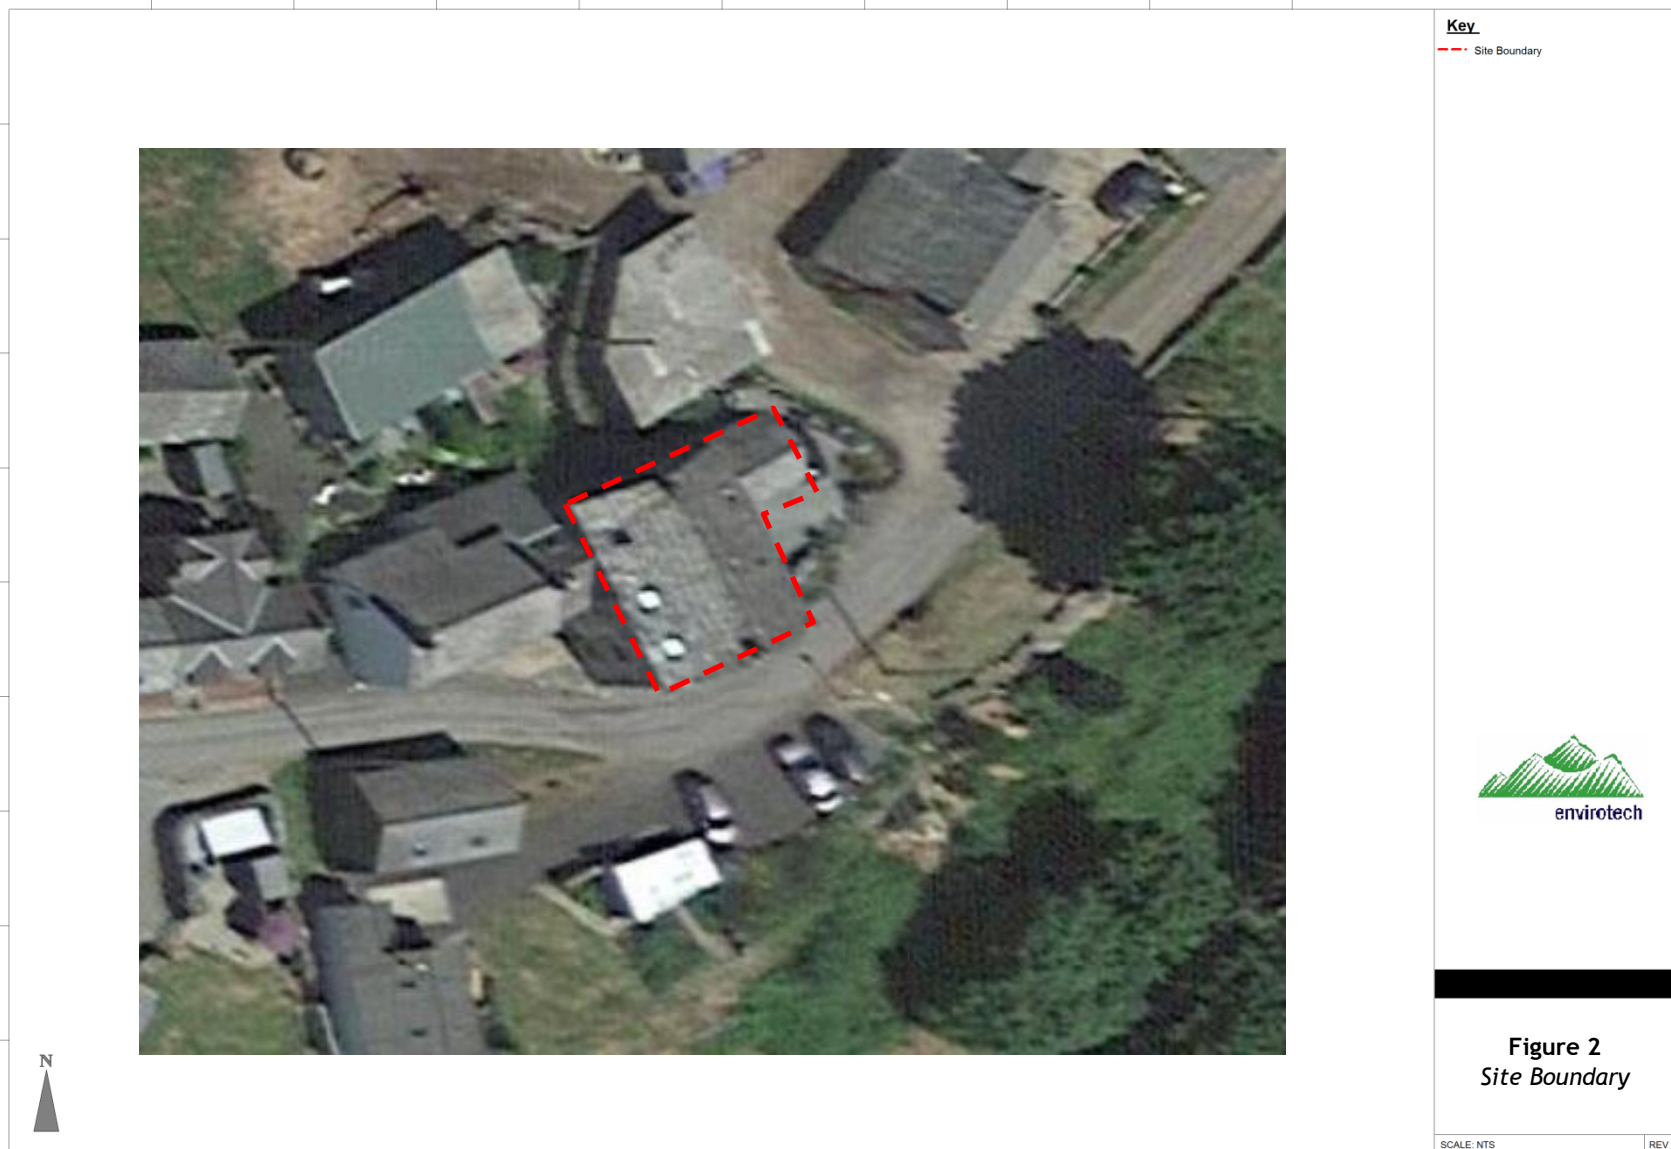 Key
Site Boundary
envirotech
Figure 2
Site Boundary
N
SCALE: NTS
REV